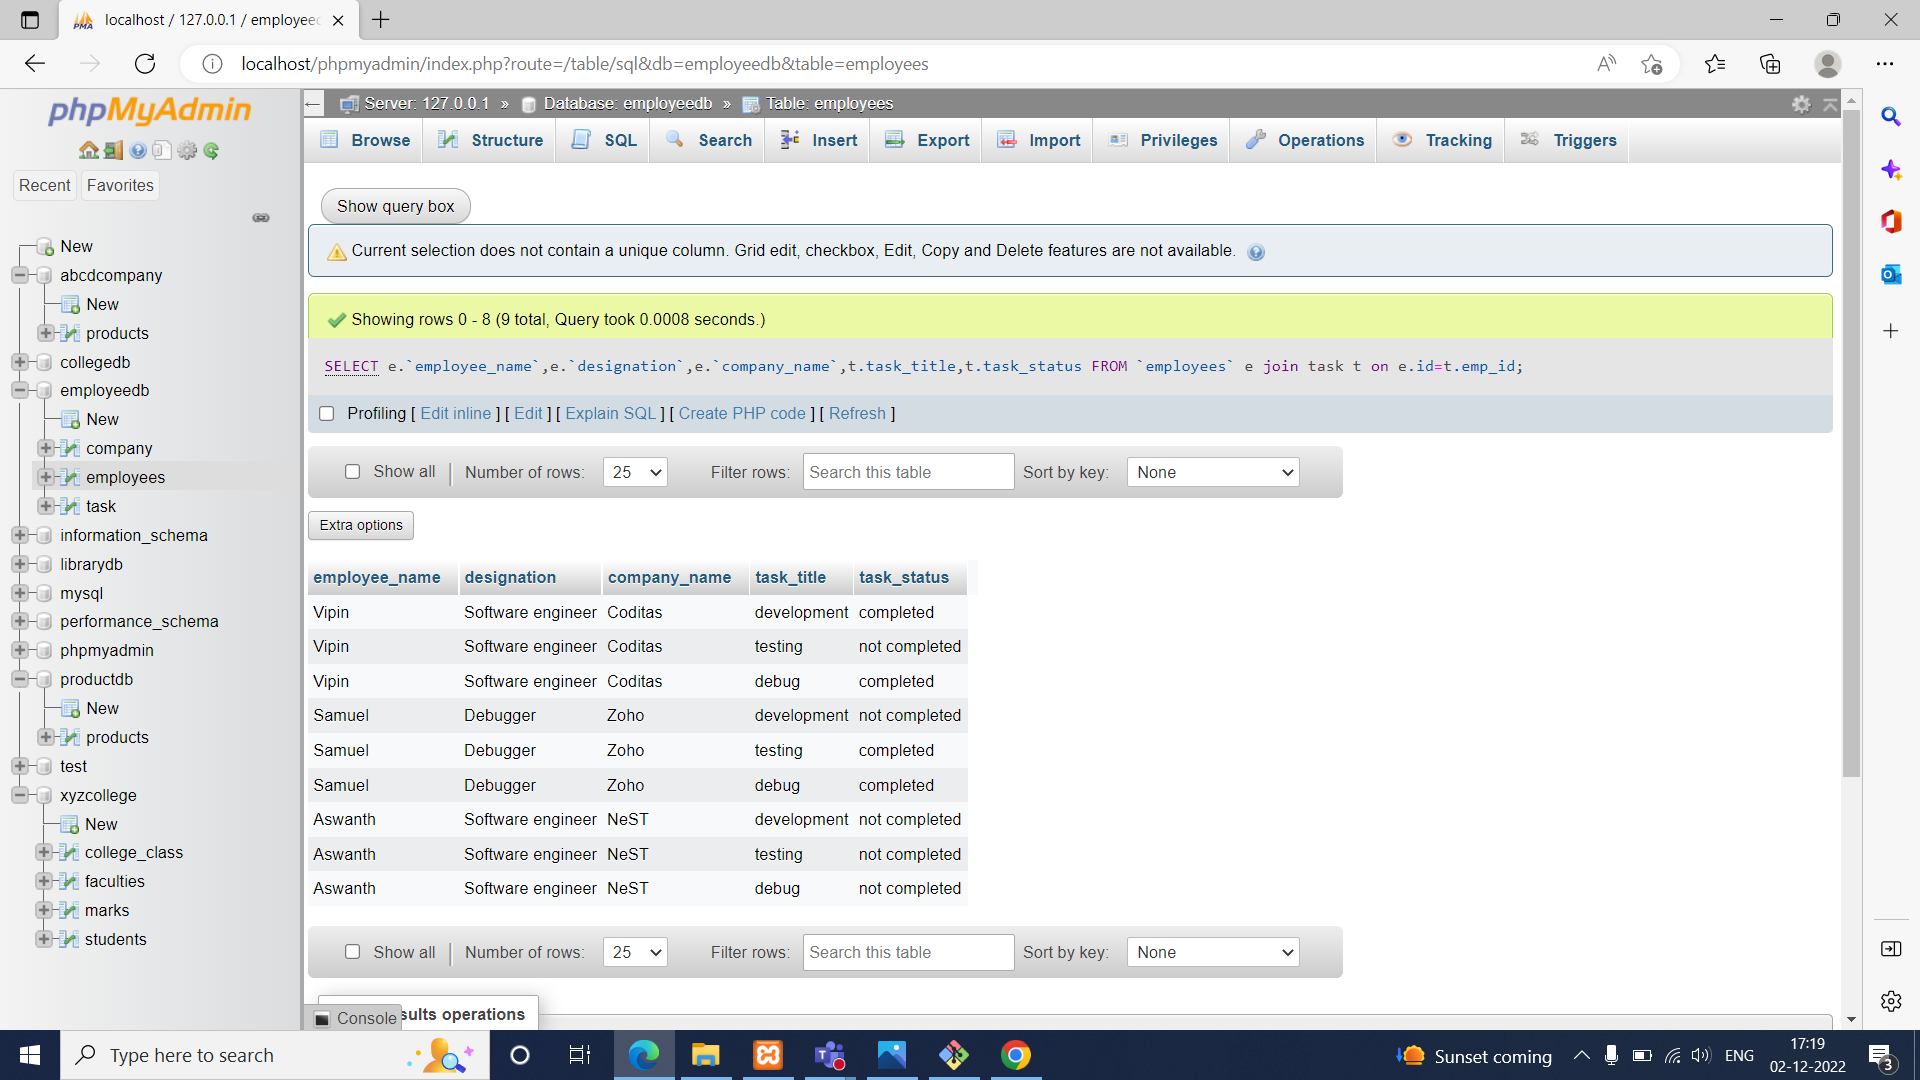 localhost / 127.0.0.1 / employeed
localhost/phpmyadmin/index.php?route=/table/sql&db=employeedb&table=employees
phpMyAdmin
Recent Favorites
New
abcdcompany
New
products
collegedb
employeedb
New
company
employees
task
information_schema
librarydb
mysql
performance_schema
phpmyadmin
productdb
New
products
test
xyzcollege
New
college_class
faculties
marks
students
Server: 127.0.0.1 » Database: employeedb » Table: employees
Browse Structure SQL Search Insert Export Import Privileges Operations Tracking Triggers
Show query box
Current selection does not contain a unique column. Grid edit, checkbox, Edit, Copy and Delete features are not available.
Showing rows 0 - 8 (9 total, Query took 0.0008 seconds.)
SELECT e.`employee_name`,e.`designation`,e.`company_name`,t.task_title,t.task_status FROM `employees` e join task t on e.id=t.emp_id;
Profiling [ Edit inline ] [ Edit ] [ Explain SQL ] [ Create PHP code ] [ Refresh ]
Show all | Number of rows: 25 Filter rows: Search this table Sort by key: None
Extra options
employee_name designation company_name task_title task_status
Vipin Software engineer Coditas development completed
Vipin Software engineer Coditas testing not completed
Vipin Software engineer Coditas debug completed
Samuel Debugger Zoho development not completed
Samuel Debugger Zoho testing completed
Samuel Debugger Zoho debug completed
Aswanth Software engineer NeST development not completed
Aswanth Software engineer NeST testing not completed
Aswanth Software engineer NeST debug not completed
Show all | Number of rows: 25 Filter rows: Search this table Sort by key: None
Console sults operations
Type here to search
Sunset coming
ENG
17:19
02-12-2022
3